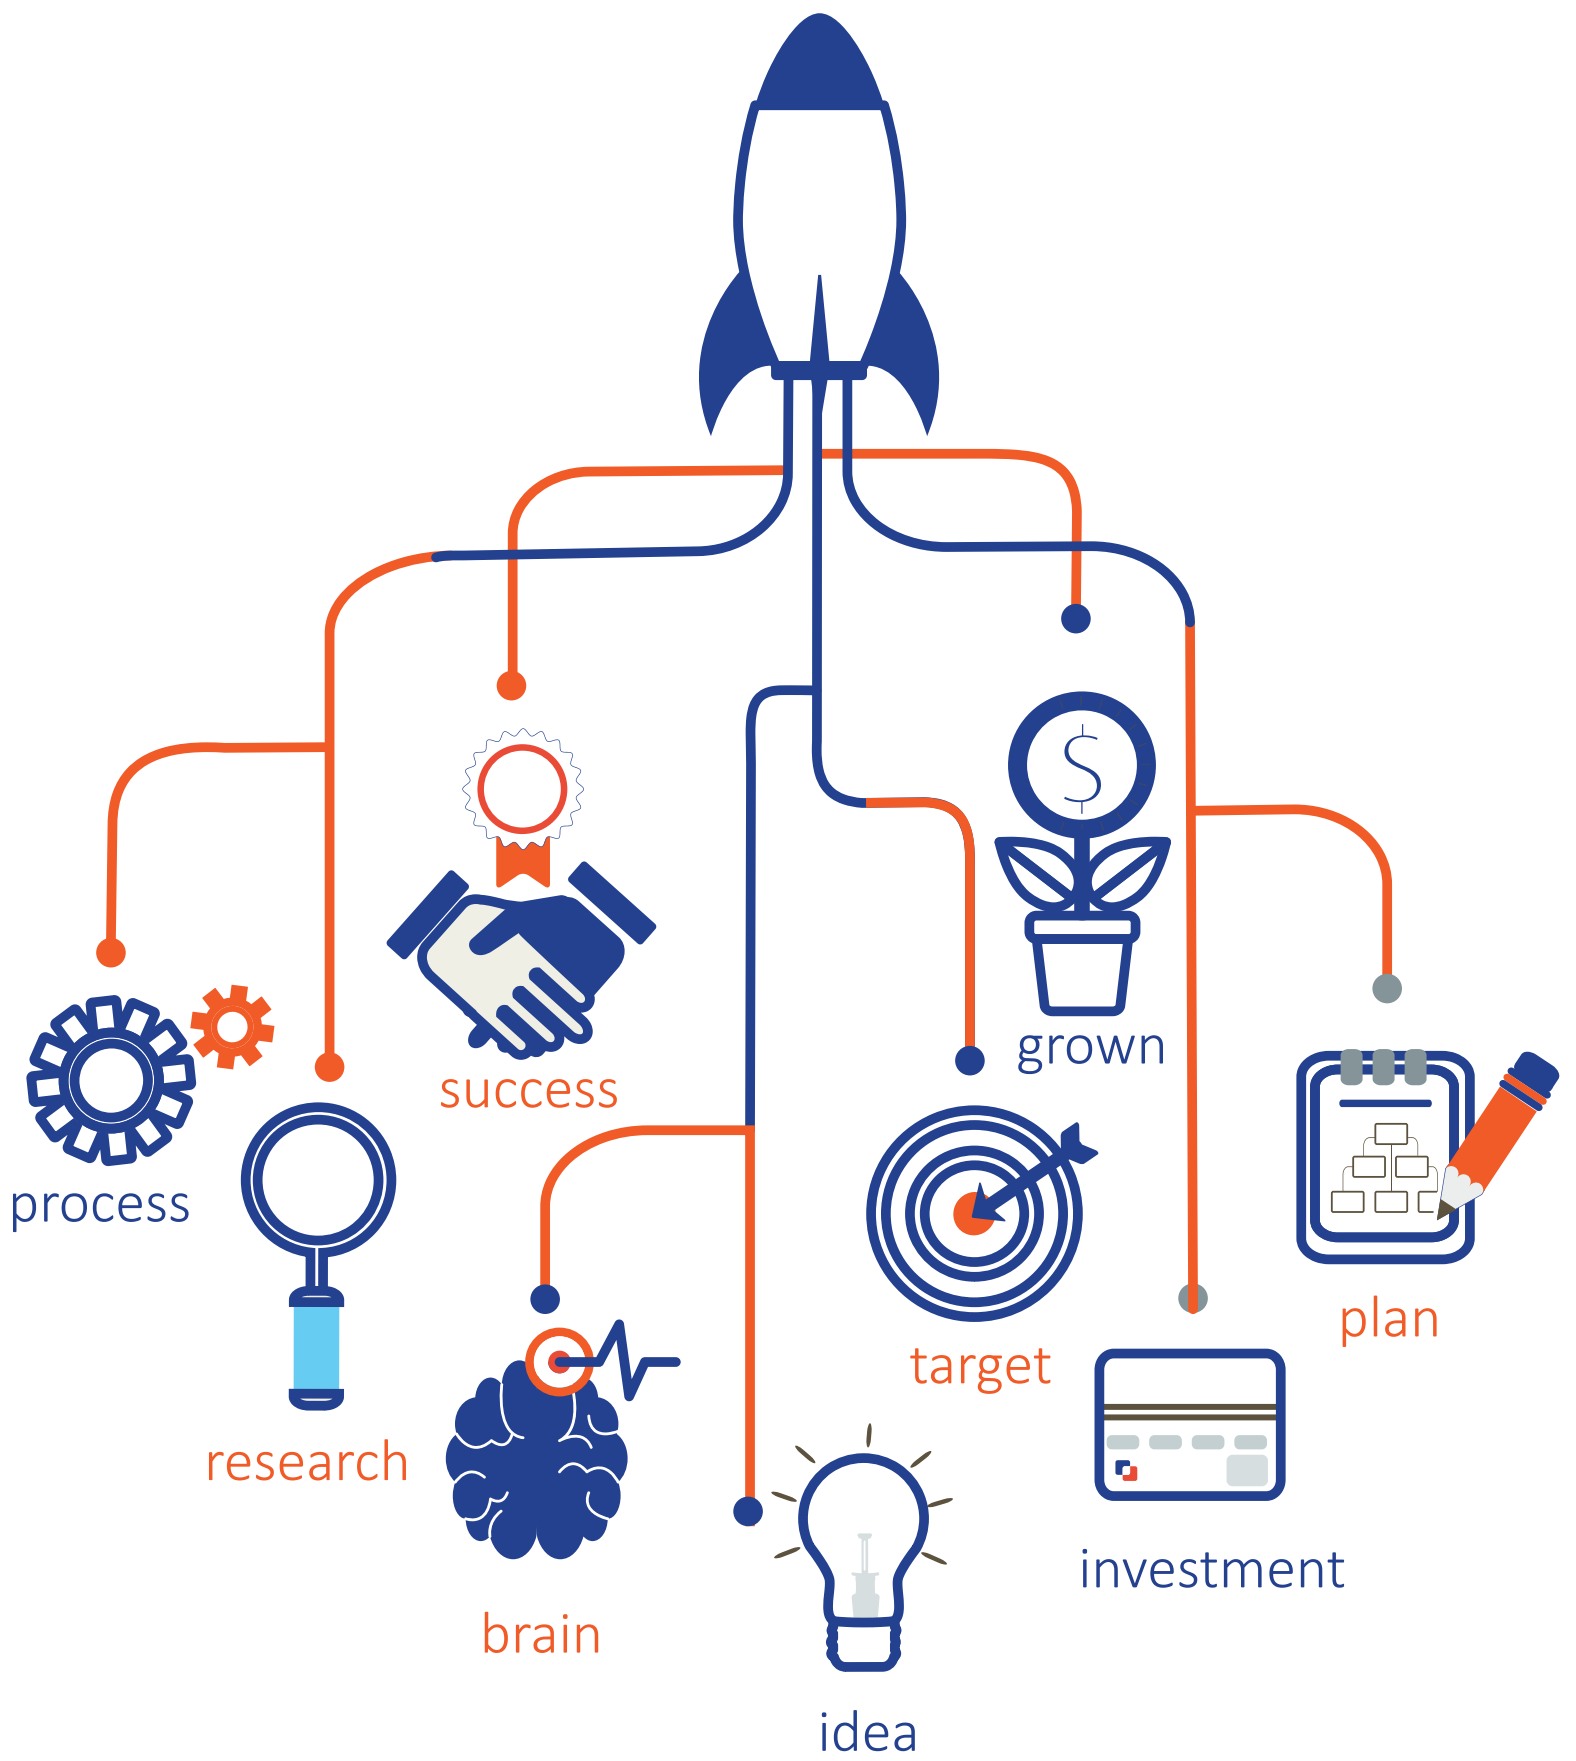 $
grown
success
process
plan
target
research
investment
brain
idea